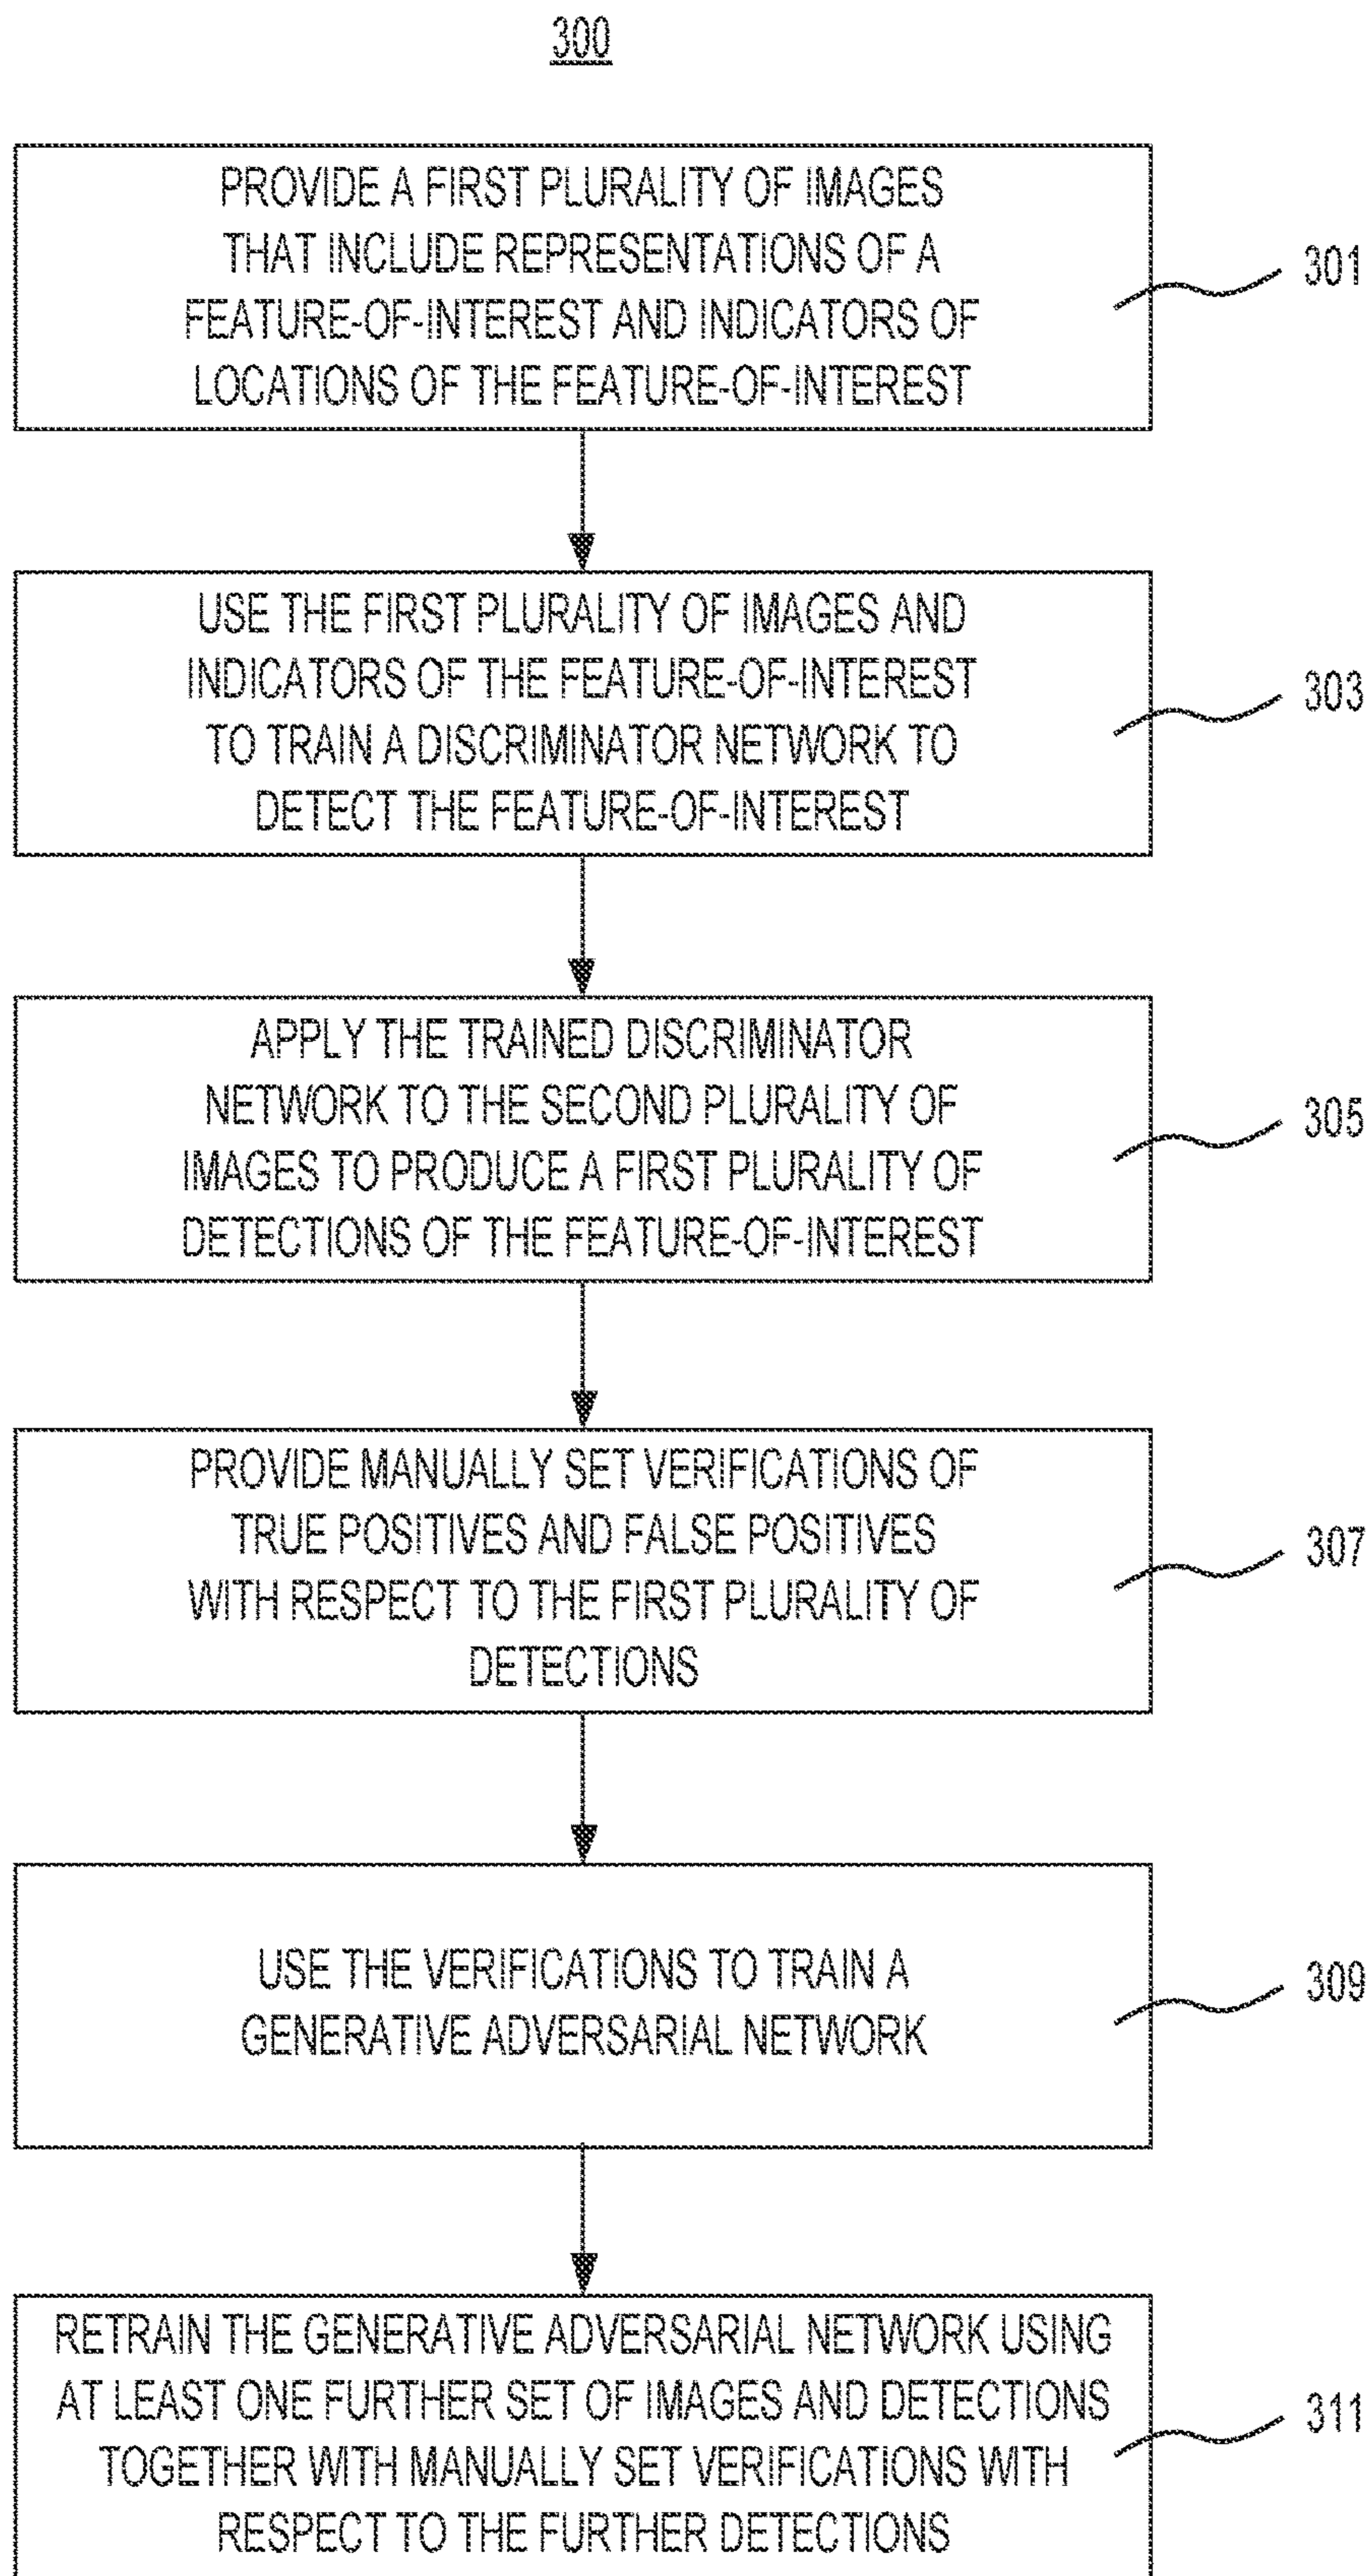 300
PROVIDE A FIRST PLURALITY OF IMAGES
THAT INCLUDE REPRESENTATIONS OF A
FEATURE-OF-INTEREST AND INDICATORS OF
LOCATIONS OF THE FEATURE-OF-INTEREST
301
USE THE FIRST PLURALITY OF IMAGES AND
INDICATORS OF THE FEATURE-OF-INTEREST
TO TRAIN A DISCRIMINATOR NETWORK TO
DETECT THE FEATURE-OF-INTEREST
303
APPLY THE TRAINED DISCRIMINATOR
NETWORK TO THE SECOND PLURALITY OF
IMAGES TO PRODUCE A FIRST PLURALITY OF
DETECTIONS OF THE FEATURE-OF-INTEREST
305
PROVIDE MANUALLY SET VERIFICATIONS OF
TRUE POSITIVES AND FALSE POSITIVES
WITH RESPECT TO THE FIRST PLURALITY OF
DETECTIONS
307
USE THE VERIFICATIONS TO TRAIN A
GENERATIVE ADVERSARIAL NETWORK
309
RETRAIN THE GENERATIVE ADVERSARIAL NETWORK USING
AT LEAST ONE FURTHER SET OF IMAGES AND DETECTIONS
TOGETHER WITH MANUALLY SET VERIFICATIONS WITH
RESPECT TO THE FURTHER DETECTIONS
311